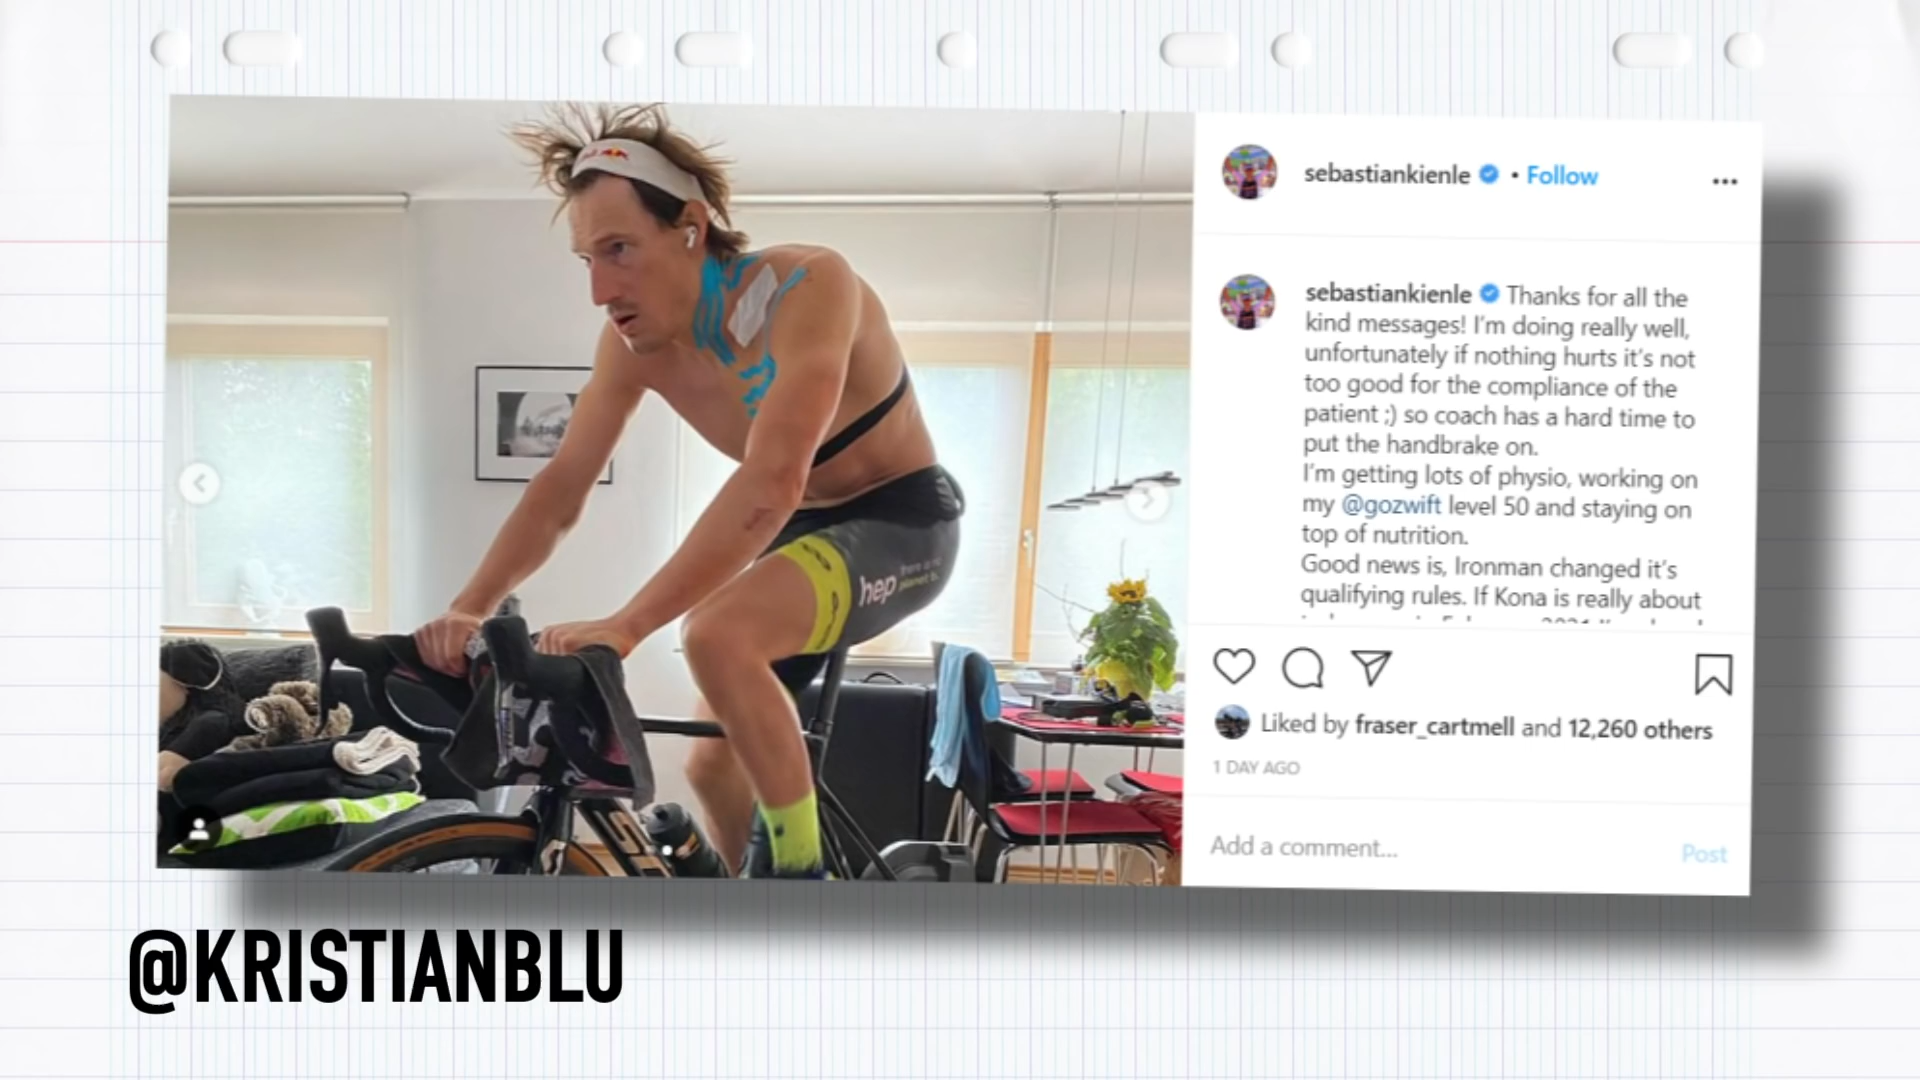 sebastiankienle • Follow
sebastiankienle Thanks for all the
kind messages! I'm doing really well,
unfortunately if nothing hurts it's not
too good for the compliance of the
patient ;) so coach has a hard time to
put the handbrake on.
I'm getting lots of physio, working on
my @gozwift level 50 and staying on
top of nutrition.
Good news is, Ironman changed it's
qualifying rules. If Kona is really about
hep there is no
planet b.
Liked by fraser_cartmell and 12,260 others
1 DAY AGO
Add a comment... Post
@KRISTIANBLU